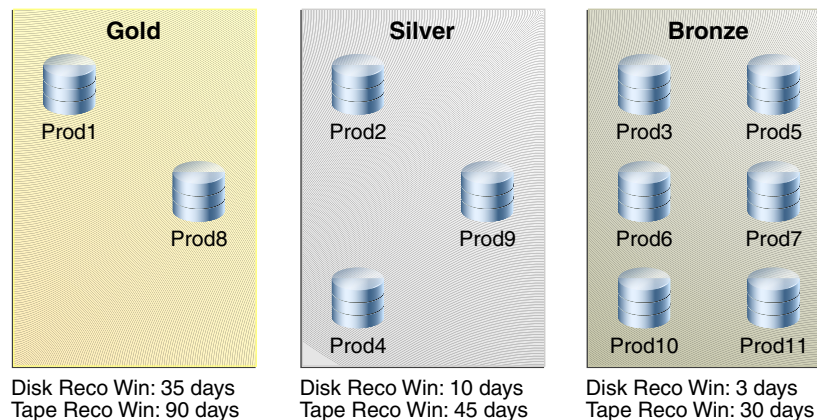 Gold
Prod1
Prod8
Disk Reco Win: 35 days
Tape Reco Win: 90 days
Silver
Prod2
Prod9
Prod4
Disk Reco Win: 10 days
Tape Reco Win: 45 days
Bronze
Prod3 Prod5
Prod6 Prod7
Prod10 Prod11
Disk Reco Win: 3 days
Tape Reco Win: 30 days